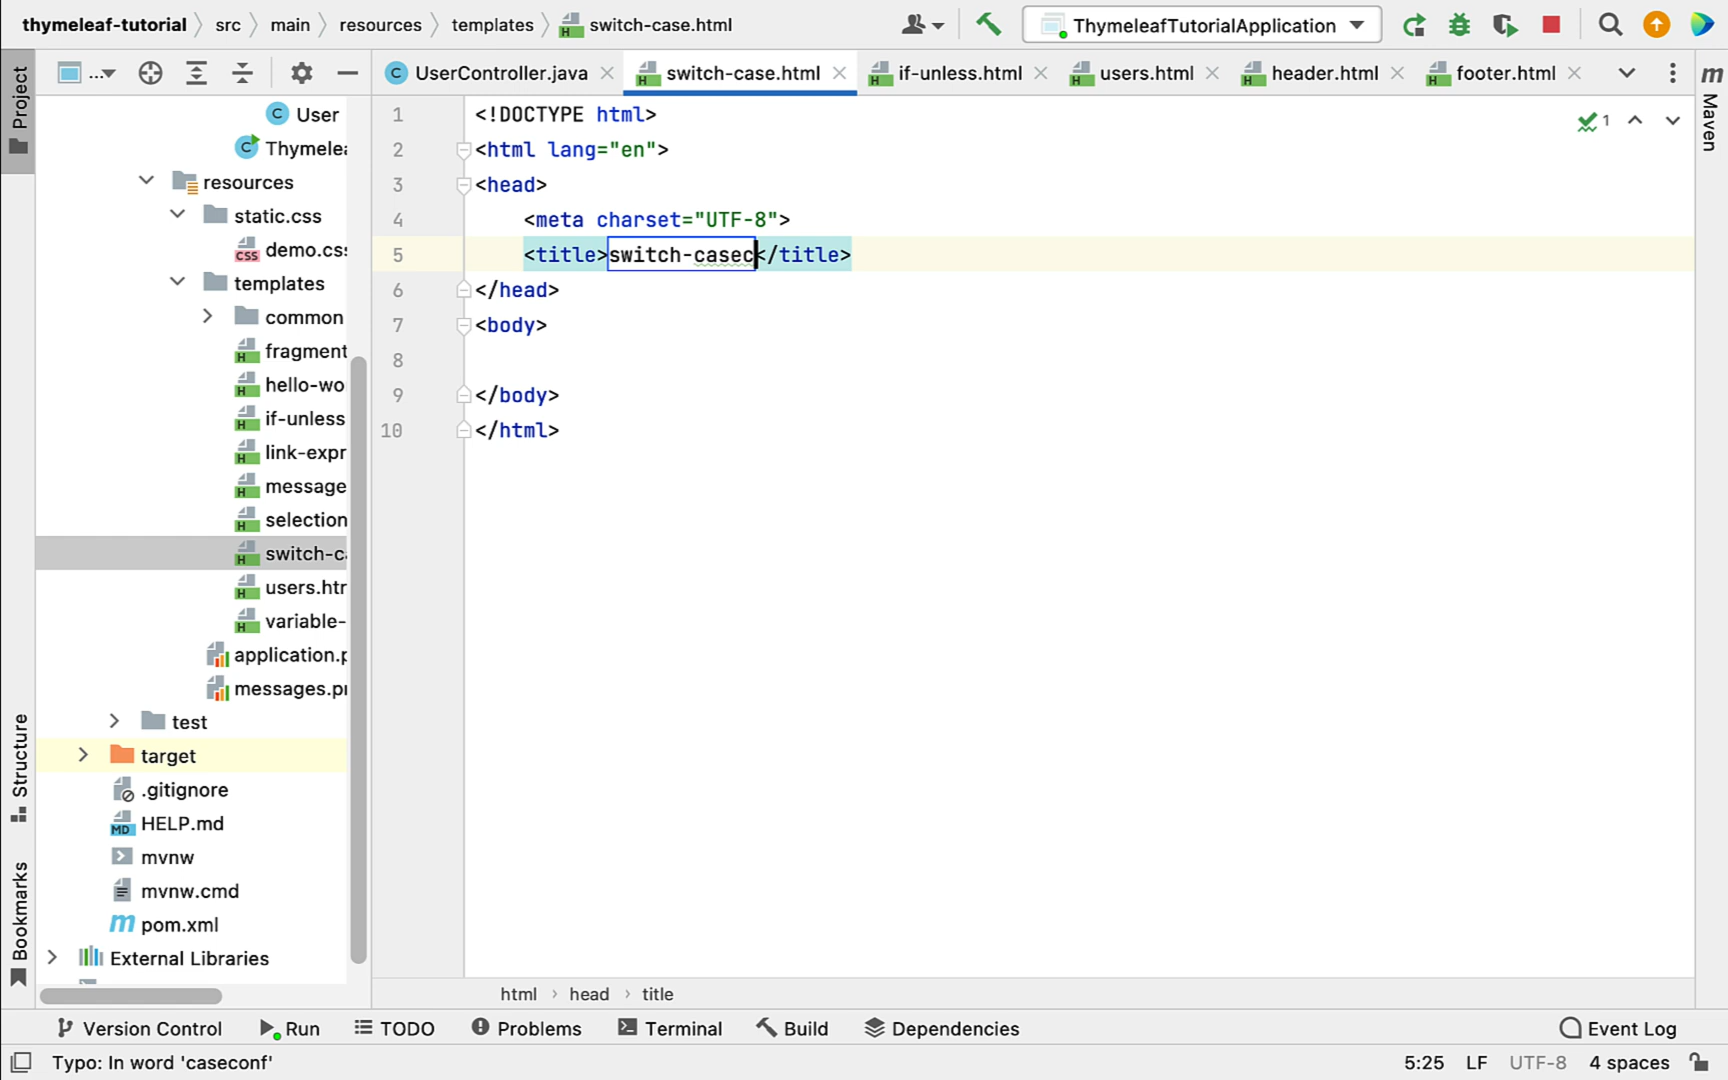 thymeleaf-tutorial src main resources templates switch-case.html ThymeleafTutorialApplication
Project ... UserController.java switch-case.html if-unless.html users.html header.html footer.html
m Maven
C User
C Thymelea
resources
static.css
css demo.css
templates
common
H fragment
H hello-wo
H if-unless
H link-expr
H message
H selection
H switch-ca
H users.htm
H variable-
application.p
messages.pr
test
target
.gitignore
MD HELP.md
mvnw
mvnw.cmd
m pom.xml
External Libraries
Structure
Bookmarks
1 <!DOCTYPE html>
2 <html lang="en">
3 <head>
4 <meta charset="UTF-8">
5 <title>switch-casec</title>
6 </head>
7 <body>
8
9 </body>
10 </html>
1
html head title
Version Control Run TODO Problems Terminal Build Dependencies Event Log
Typo: In word 'caseconf' 5:25 LF UTF-8 4 spaces